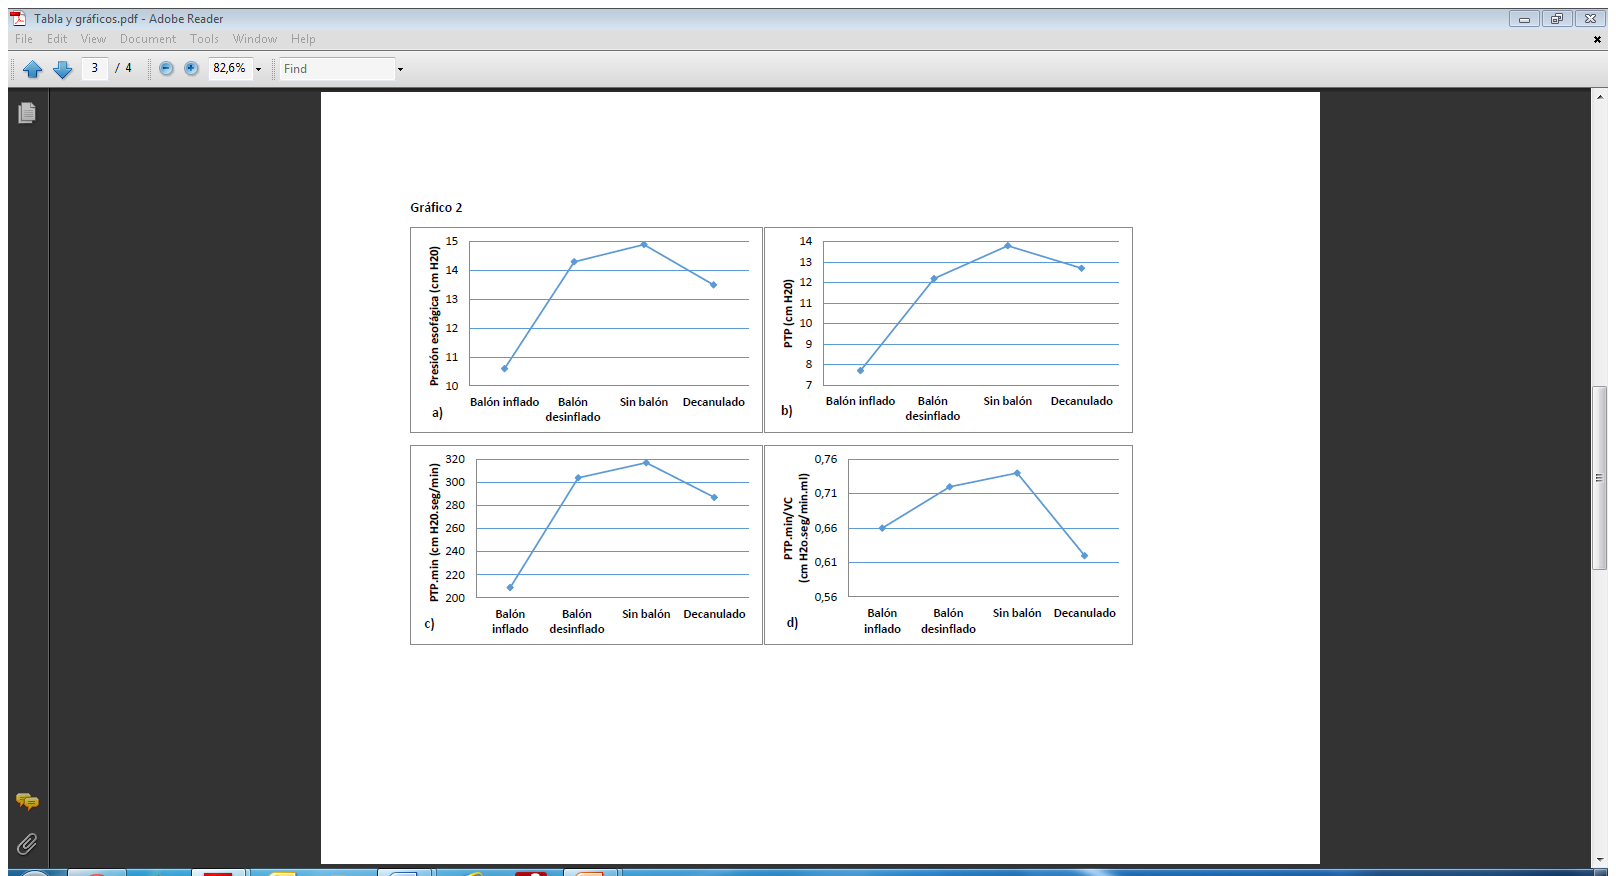 Tabla y gráficos.pdf - Adobe Reader
File Edit View Document Tools Window Help
3 / 4 82,6% Find
Gráfico 2
Presión esofágica (cm H20)
15
14
13
12
11
10
Balón inflado Balón desinflado Sin balón Decanulado
a)
PTP (cm H20)
14
13
12
11
10
9
8
7
Balón inflado Balón desinflado Sin balón Decanulado
b)
PTP.min (cm H20.seg/min)
320
300
280
260
240
220
200
Balón inflado Balón desinflado Sin balón Decanulado
c)
PTP.min/VC
(cm H2o.seg/min.ml)
0,76
0,71
0,66
0,61
0,56
Balón inflado Balón desinflado Sin balón Decanulado
d)